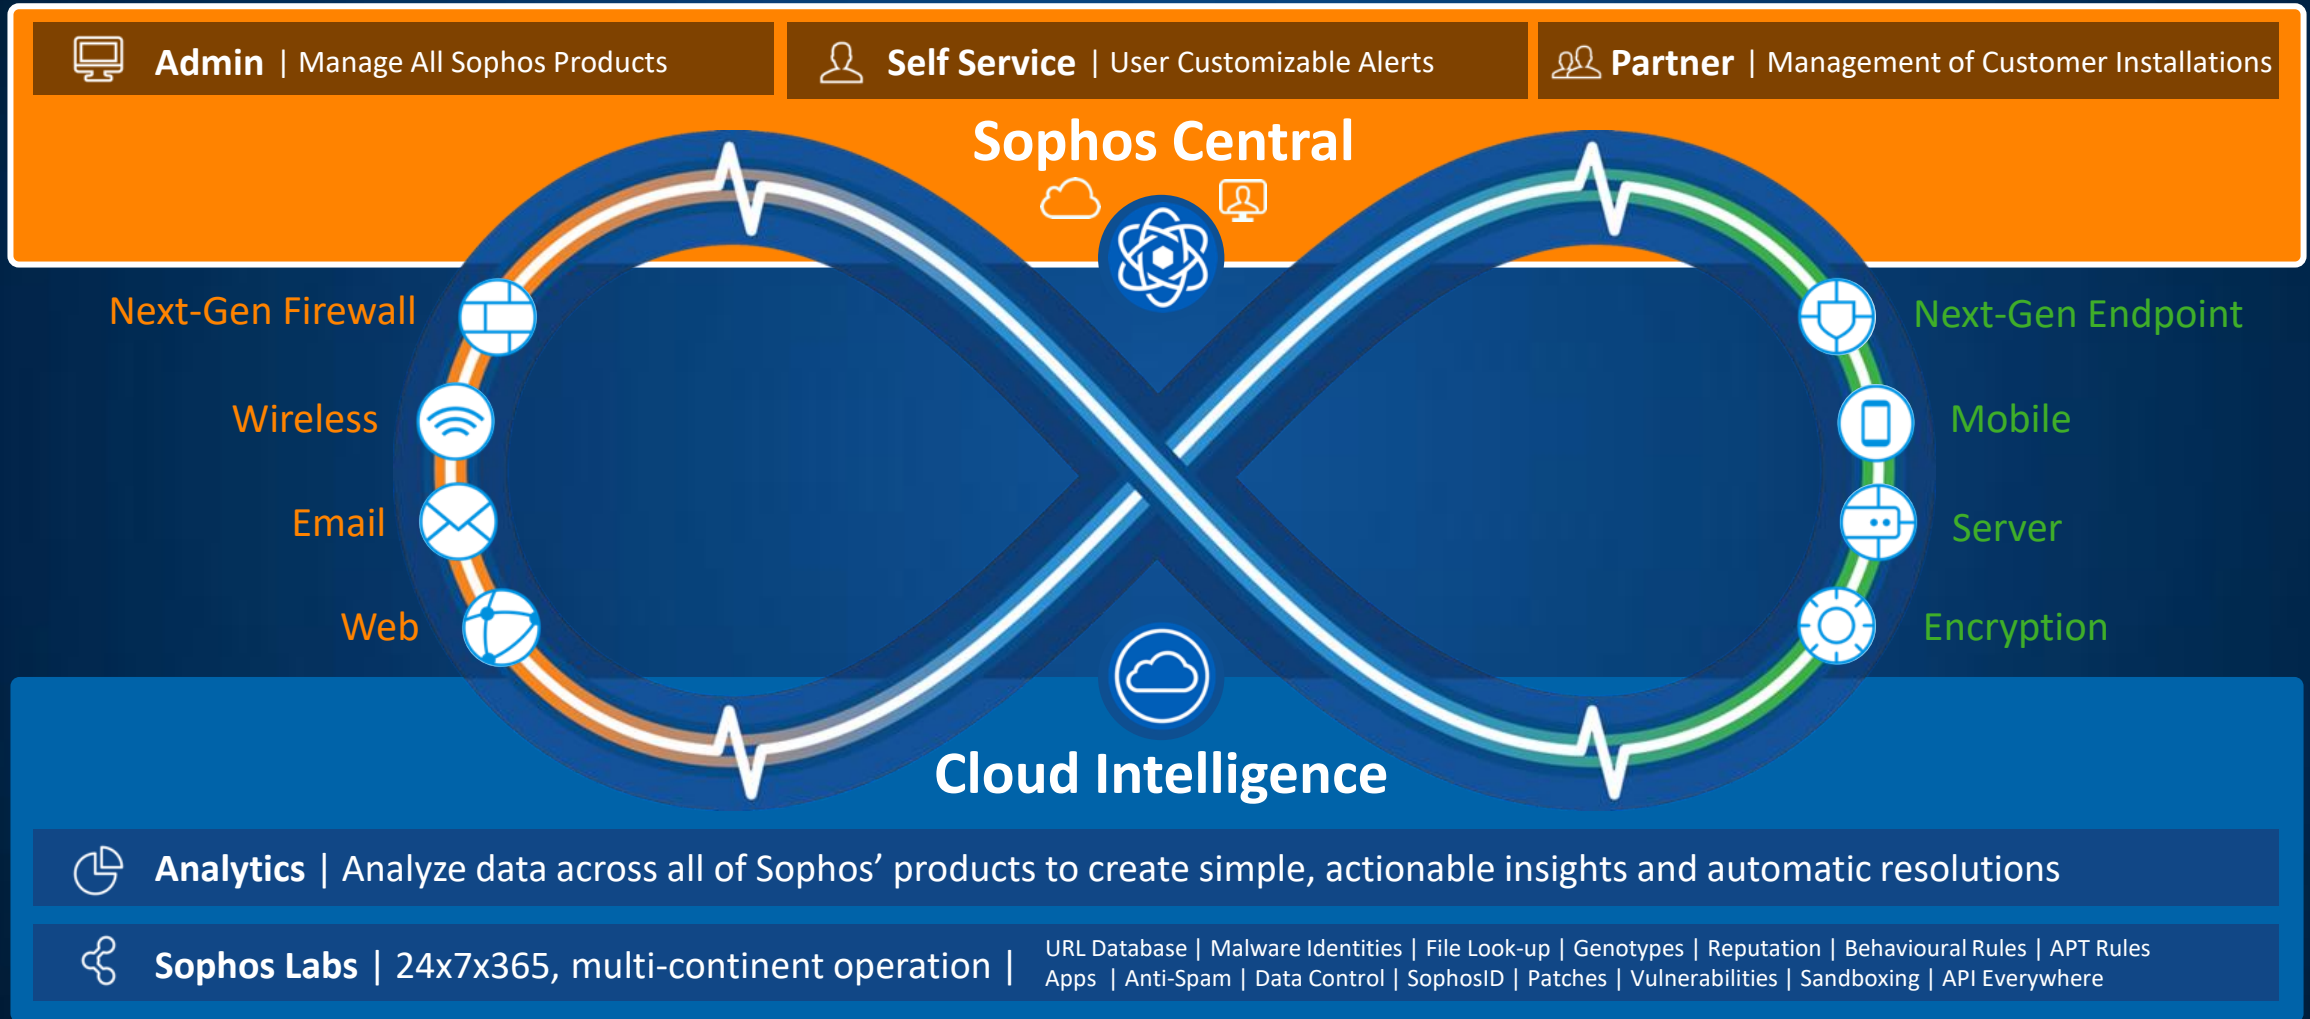 Admin | Manage All Sophos Products
Self Service | User Customizable Alerts
Partner | Management of Customer Installations
Sophos Central
Next-Gen Firewall
Wireless
Email
Web
Next-Gen Endpoint
Mobile
Server
Encryption
Cloud Intelligence
Analytics | Analyze data across all of Sophos’ products to create simple, actionable insights and automatic resolutions
Sophos Labs | 24x7x365, multi-continent operation |
URL Database | Malware Identities | File Look-up | Genotypes | Reputation | Behavioural Rules | APT Rules
Apps | Anti-Spam | Data Control | SophosID | Patches | Vulnerabilities | Sandboxing | API Everywhere